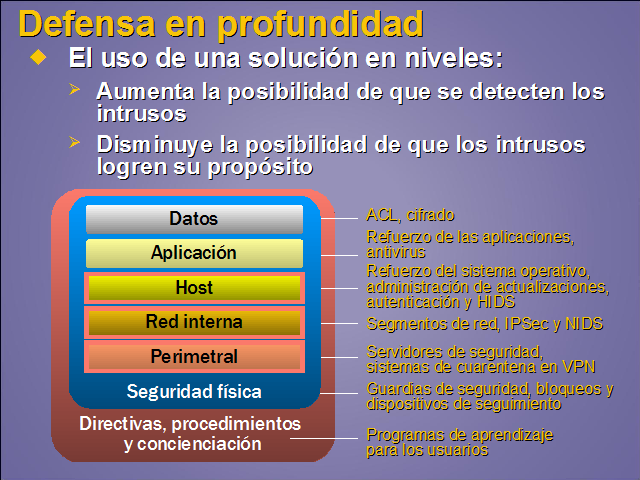 Defensa en profundidad
El uso de una solución en niveles:
Aumenta la posibilidad de que se detecten los
intrusos
Disminuye la posibilidad de que los intrusos
logren su propósito
Datos
ACL, cifrado
Aplicación
Refuerzo de las aplicaciones,
antivirus
Host
Refuerzo del sistema operativo,
administración de actualizaciones,
autenticación y HIDS
Red interna
Segmentos de red, IPSec y NIDS
Perimetral
Servidores de seguridad,
sistemas de cuarentena en VPN
Seguridad física
Guardias de seguridad, bloqueos y
dispositivos de seguimiento
Directivas, procedimientos
y concienciación
Programas de aprendizaje
para los usuarios